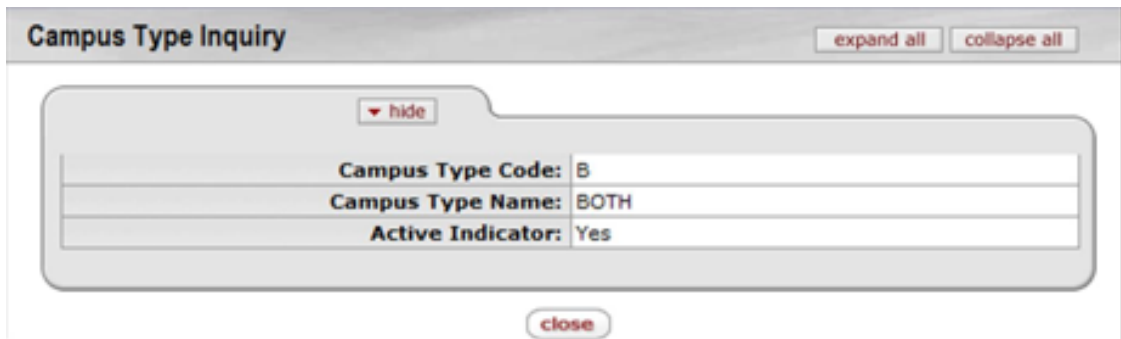 Campus Type Inquiry expand all collapse all
hide
Campus Type Code: B
Campus Type Name: BOTH
Active Indicator: Yes
close